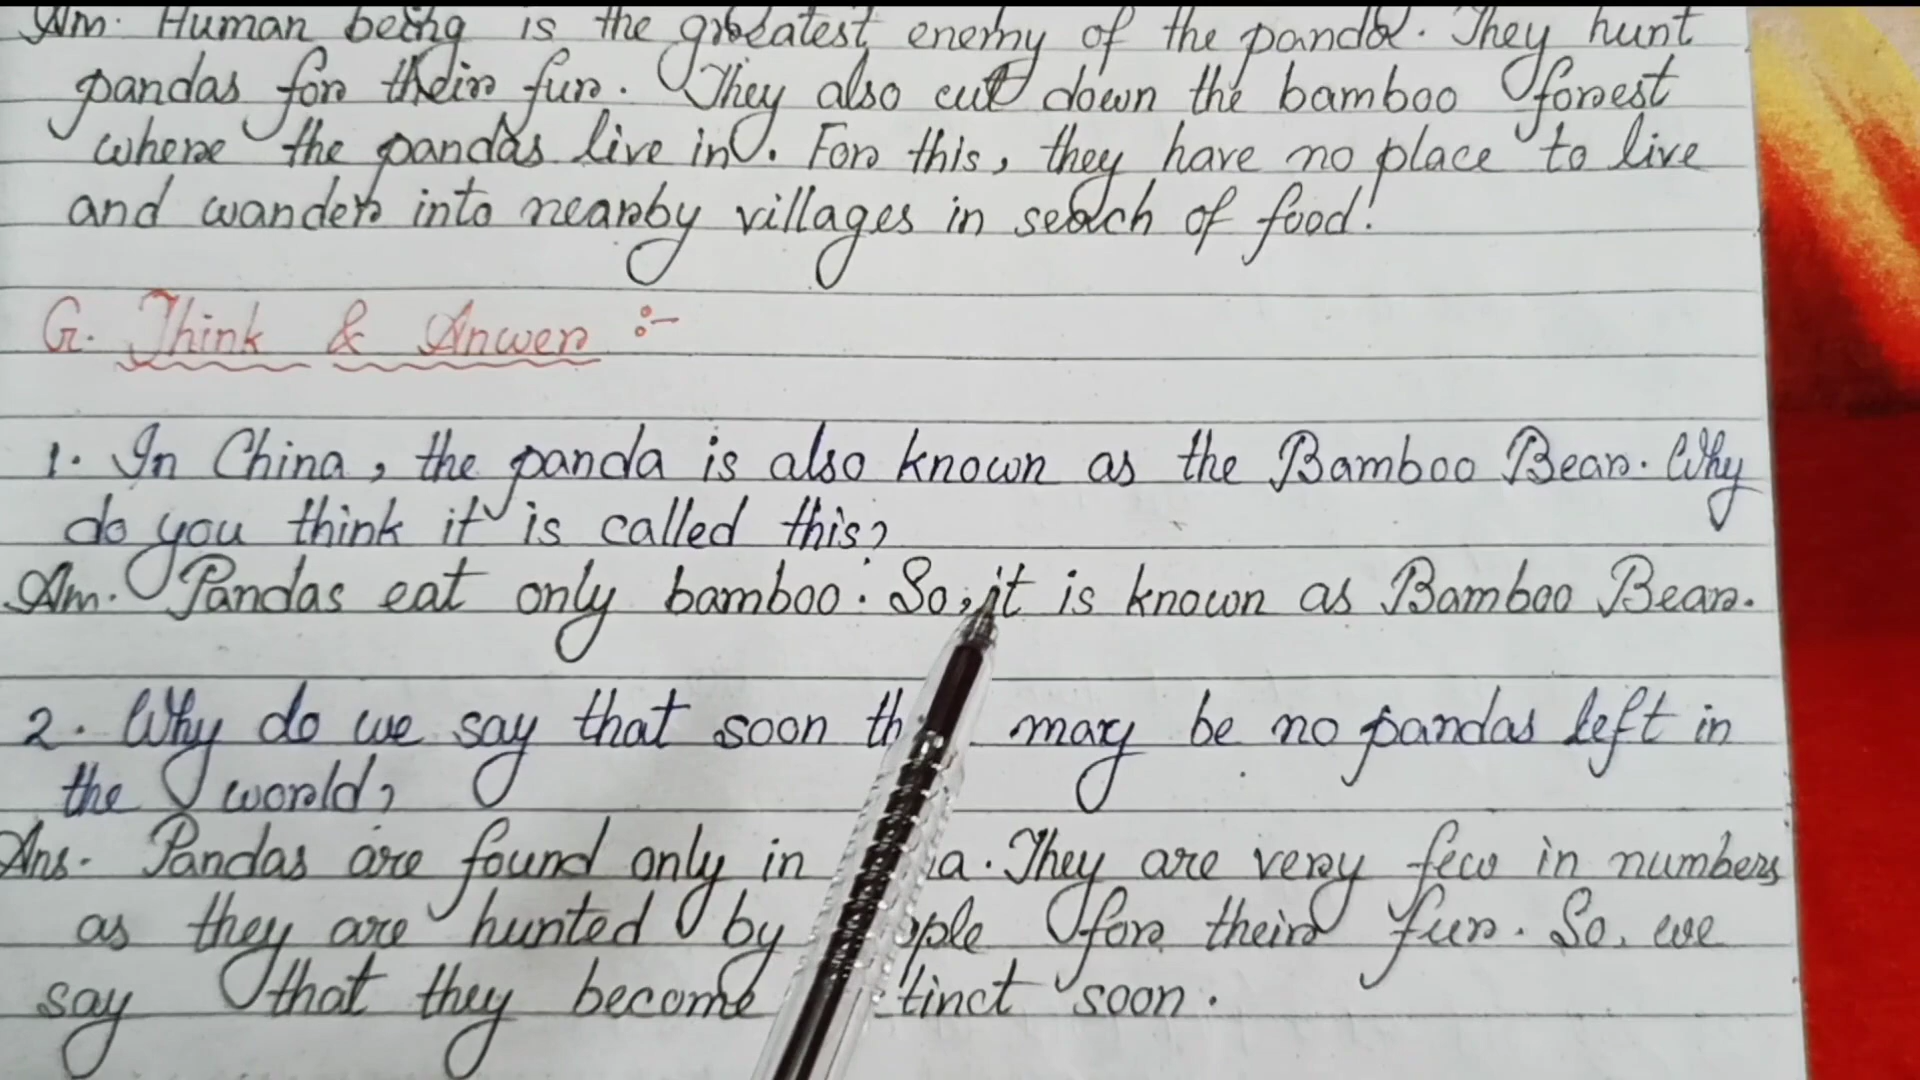 Ans. Human being is the greatest enemy of the panda. They hunt
pandas for their fur. They also cut down the bamboo forest
where the pandas live in. For this, they have no place to live
and wander into nearby villages in seach of food!
G. Think & Anwer :-
1. In China, the panda is also known as the Bamboo Bear. Why
do you think it is called this?
Ans. Pandas eat only bamboo. So, it is known as Bamboo Bear.
2. Why do we say that soon th may be no pandas left in
the world?
Ans. Pandas are found only in a. They are very few in numbers
as they are hunted by ople for their fur. So, we
say that they become tinct soon.